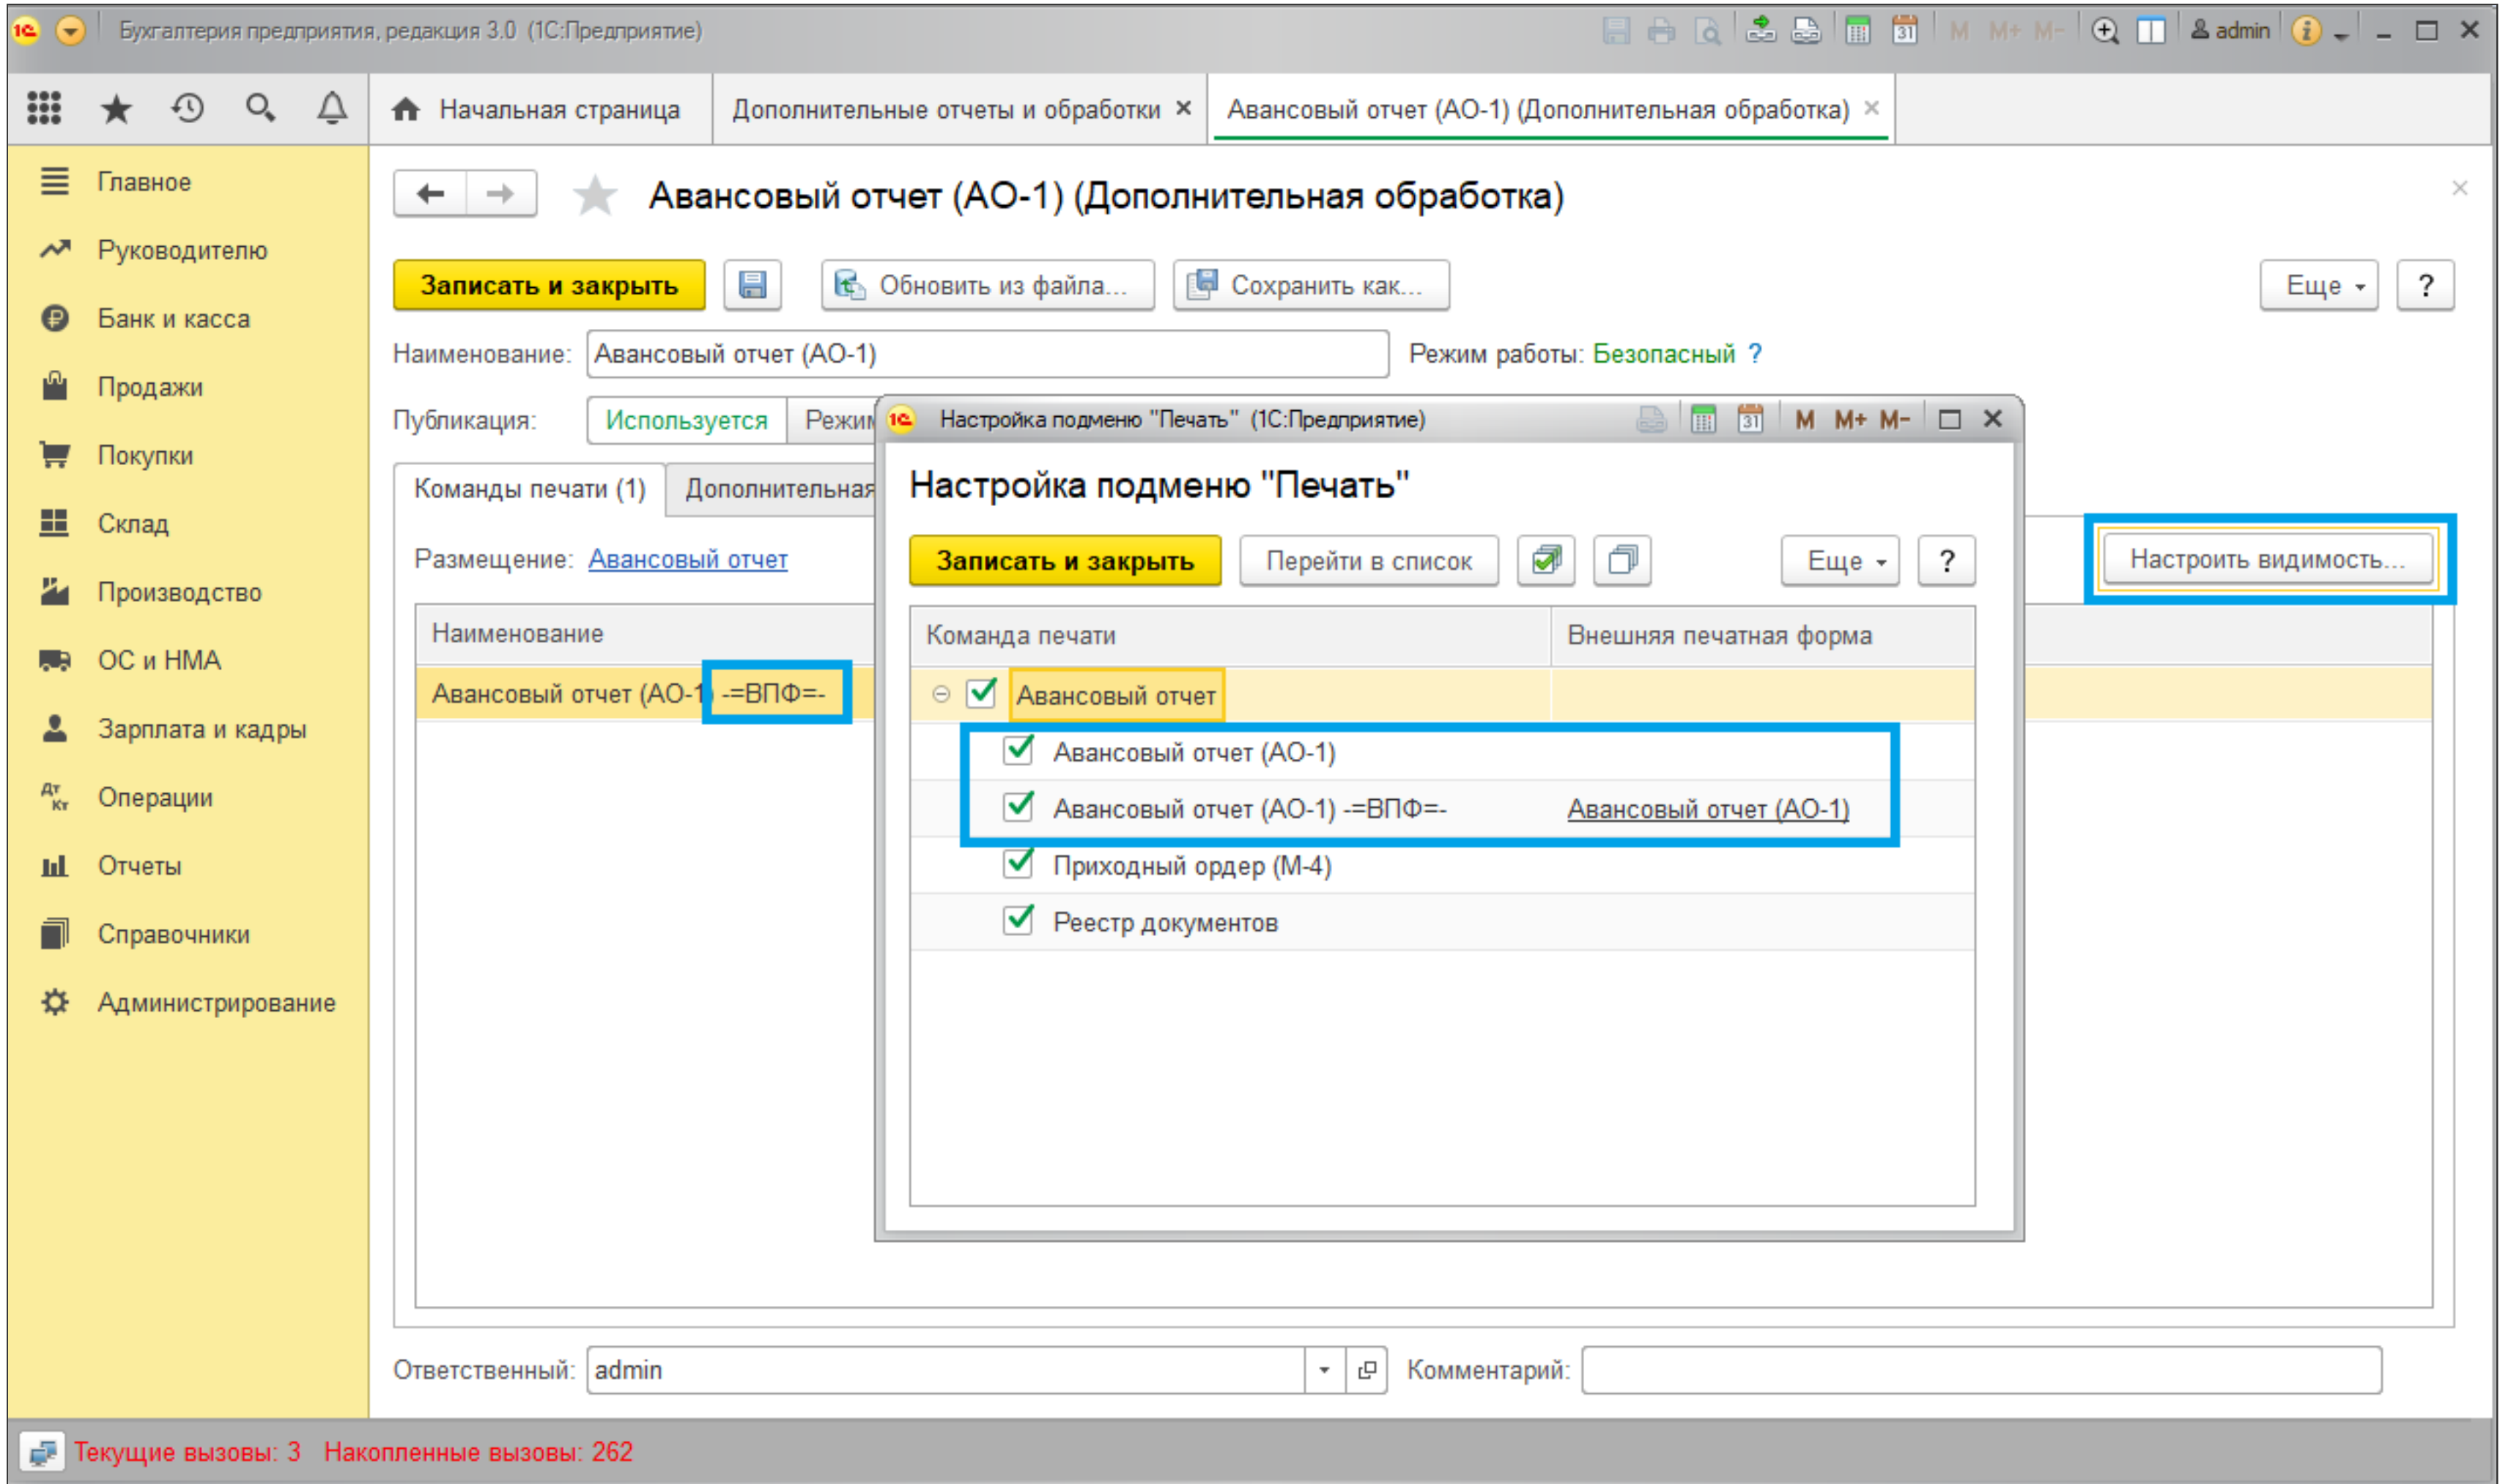 Бухгалтерия предприятия, редакция 3.0 (1С:Предприятие)
M M+ M- admin
Начальная страница
Дополнительные отчеты и обработки
Авансовый отчет (АО-1) (Дополнительная обработка)
Главное
Руководителю
Банк и касса
Продажи
Покупки
Склад
Производство
ОС и НМА
Зарплата и кадры
Операции
Отчеты
Справочники
Администрирование
Авансовый отчет (АО-1) (Дополнительная обработка)
Записать и закрыть
Обновить из файла...
Сохранить как...
Еще
?
Наименование: Авансовый отчет (АО-1)
Режим работы: Безопасный ?
Публикация: Используется Режим
Команды печати (1) Дополнительная
Размещение: Авансовый отчет
Настроить видимость...
Наименование
Авансовый отчет (АО-1) -=ВПФ=-
Настройка подменю "Печать" (1С:Предприятие)
M M+ M-
Настройка подменю "Печать"
Записать и закрыть
Перейти в список
Еще
?
Команда печати
Внешняя печатная форма
Авансовый отчет
Авансовый отчет (АО-1)
Авансовый отчет (АО-1) -=ВПФ=- Авансовый отчет (АО-1)
Приходный ордер (М-4)
Реестр документов
Ответственный: admin
Комментарий:
Текущие вызовы: 3 Накопленные вызовы: 262